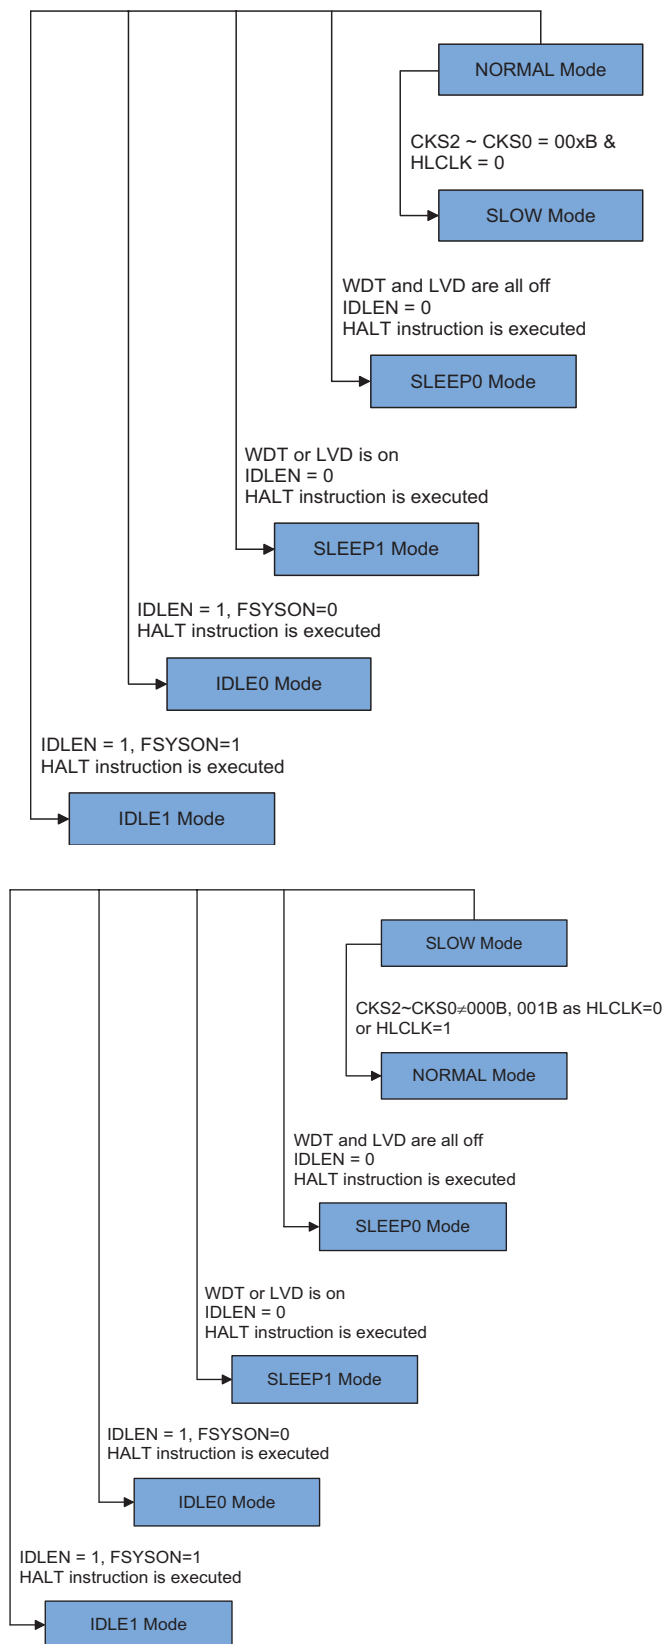 NORMAL Mode
CKS2 ~ CKS0 = 00xB &
HLCLK = 0
SLOW Mode
WDT and LVD are all off
IDLEN = 0
HALT instruction is executed
SLEEP0 Mode
WDT or LVD is on
IDLEN = 0
HALT instruction is executed
SLEEP1 Mode
IDLEN = 1, FSYSON=0
HALT instruction is executed
IDLE0 Mode
IDLEN = 1, FSYSON=1
HALT instruction is executed
IDLE1 Mode
SLOW Mode
CKS2~CKS0≠000B, 001B as HLCLK=0
or HLCLK=1
NORMAL Mode
WDT and LVD are all off
IDLEN = 0
HALT instruction is executed
SLEEP0 Mode
WDT or LVD is on
IDLEN = 0
HALT instruction is executed
SLEEP1 Mode
IDLEN = 1, FSYSON=0
HALT instruction is executed
IDLE0 Mode
IDLEN = 1, FSYSON=1
HALT instruction is executed
IDLE1 Mode